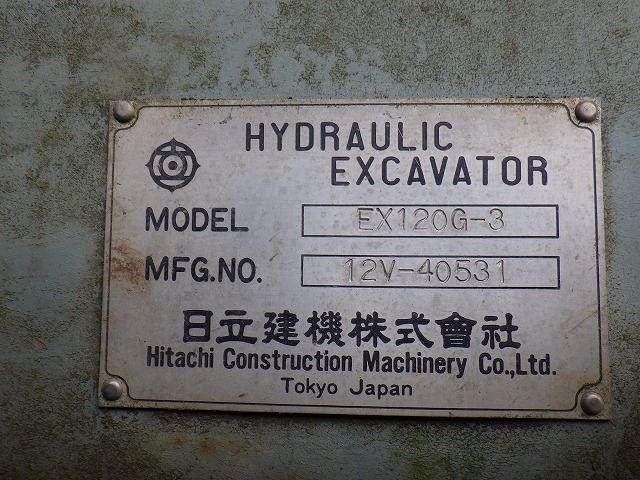 HYDRAULIC
EXCAVATOR
MODEL EX120G-3
MFG.NO. 12V-40531
日立建機株式會社
Hitachi Construction Machinery Co.,Ltd.
Tokyo Japan